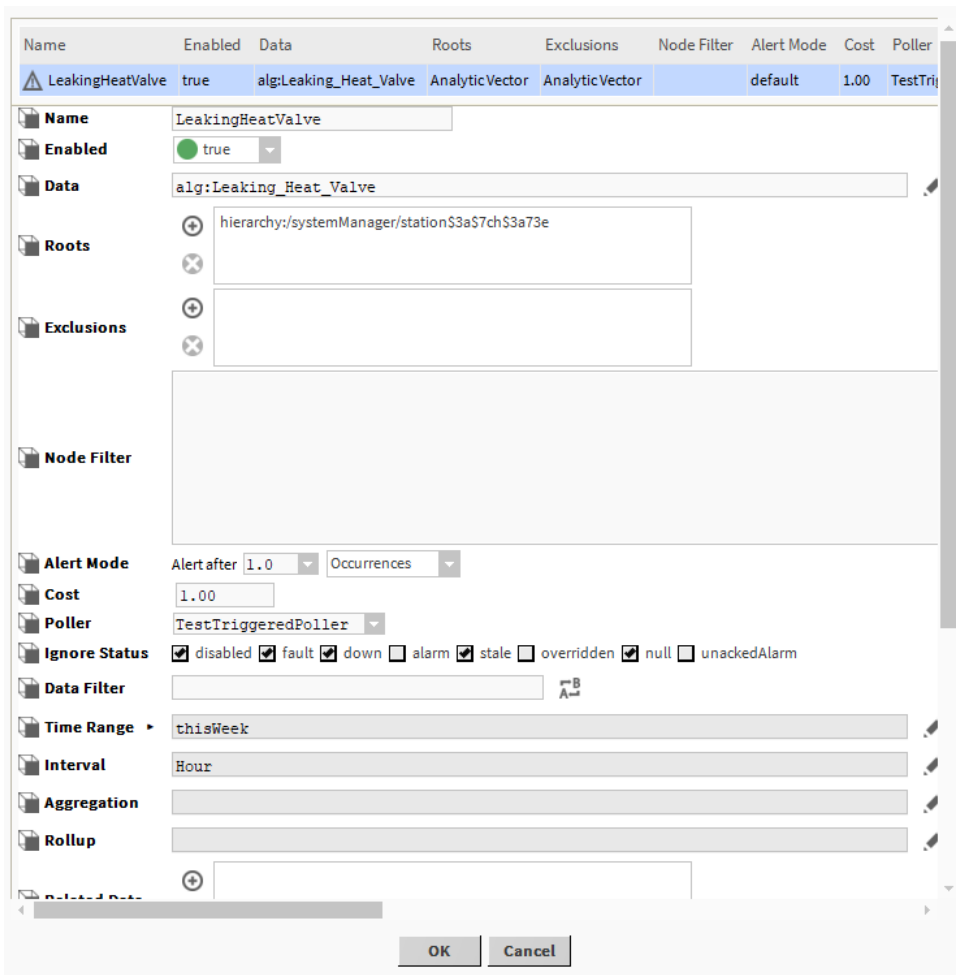 Name Enabled Data Roots Exclusions Node Filter Alert Mode Cost Poller
LeakingHeatValve true alg:Leaking_Heat_Valve AnalyticVector AnalyticVector default 1.00 TestTrig
Name LeakingHeatValve
Enabled true
Data alg:Leaking_Heat_Valve
Roots hierarchy:/systemManager/station$3a$7ch$3a73e
Exclusions
Node Filter
Alert Mode Alert after 1.0 Occurrences
Cost 1.00
Poller TestTriggeredPoller
Ignore Status disabled fault down alarm stale overridden null unackedAlarm
Data Filter A B
Time Range thisWeek
Interval Hour
Aggregation
Rollup
Related Data
OK Cancel